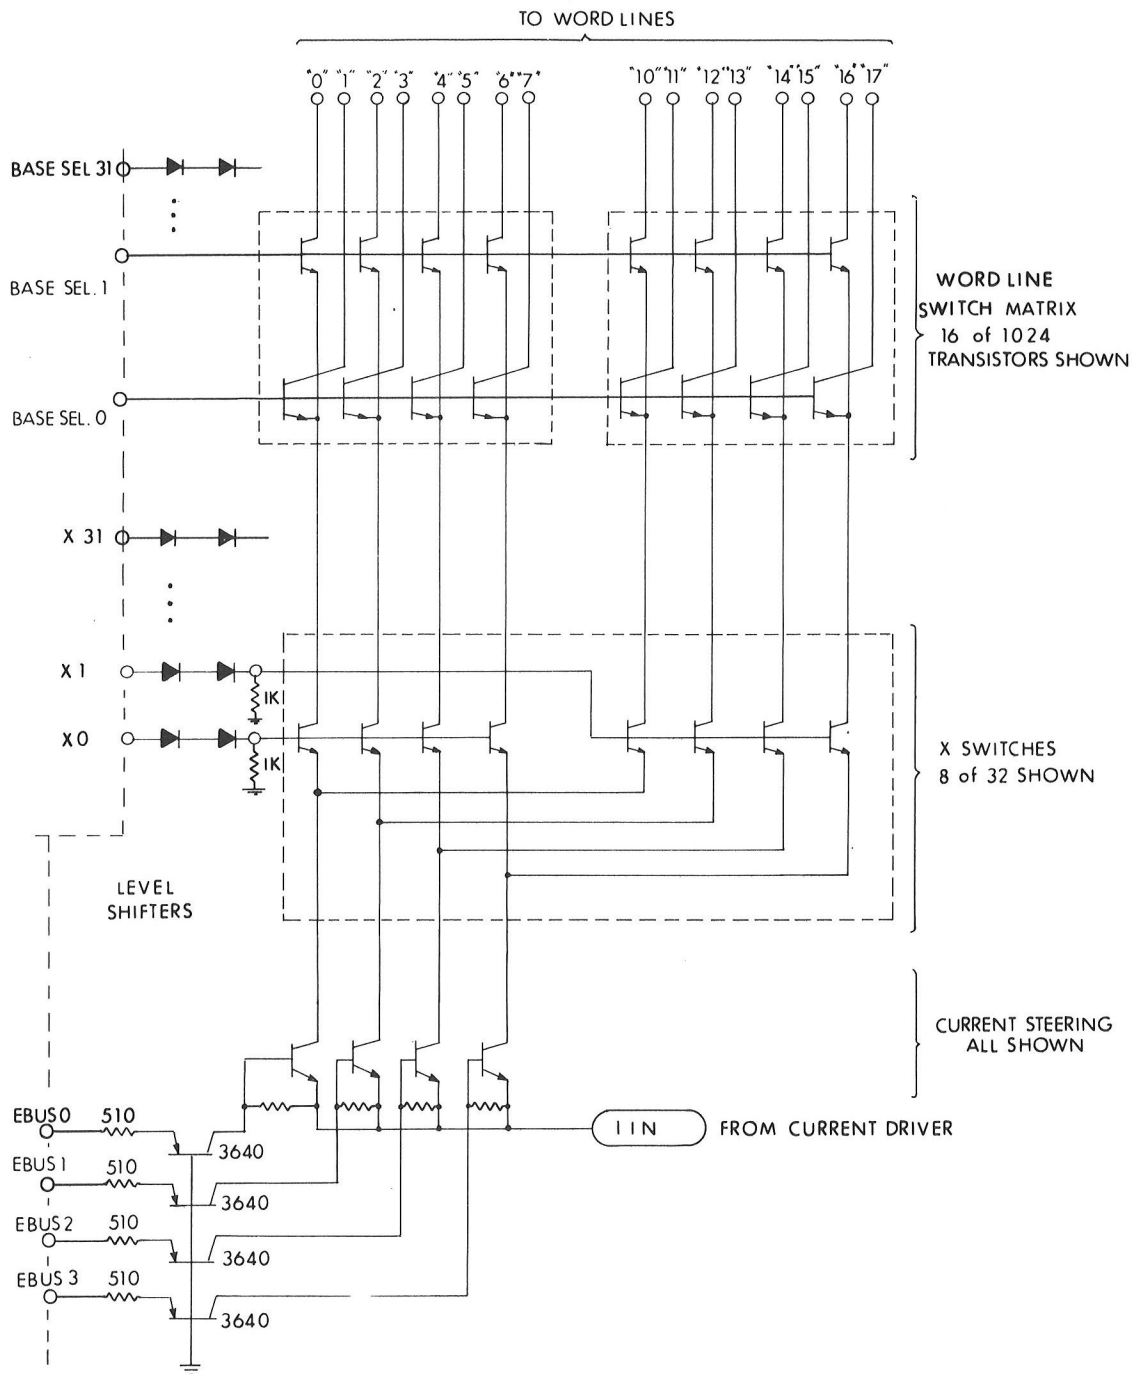 TO WORD LINES
"0" "1" "2" "3" "4" "5" "6" "7" "10" "11" "12" "13" "14" "15" "16" "17"
BASE SEL 31
BASE SEL. 1
WORD LINE
SWITCH MATRIX
16 of 1024
TRANSISTORS SHOWN
BASE SEL. 0
X 31
X 1
1K
X 0
1K
X SWITCHES
8 of 32 SHOWN
LEVEL
SHIFTERS
CURRENT STEERING
ALL SHOWN
EBUS 0 510
3640
I IN FROM CURRENT DRIVER
EBUS 1 510
3640
EBUS 2 510
3640
EBUS 3 510
3640